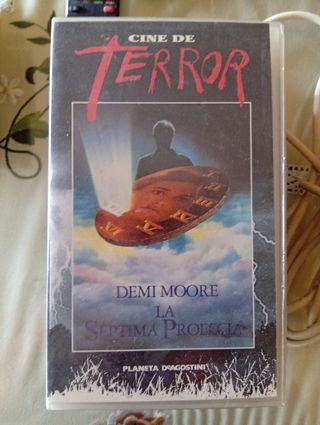 CINE DE
TERROR
DEMI MOORE
LA
SÉPTIMA PROFECÍA
PLANETA DEAGOSTINI